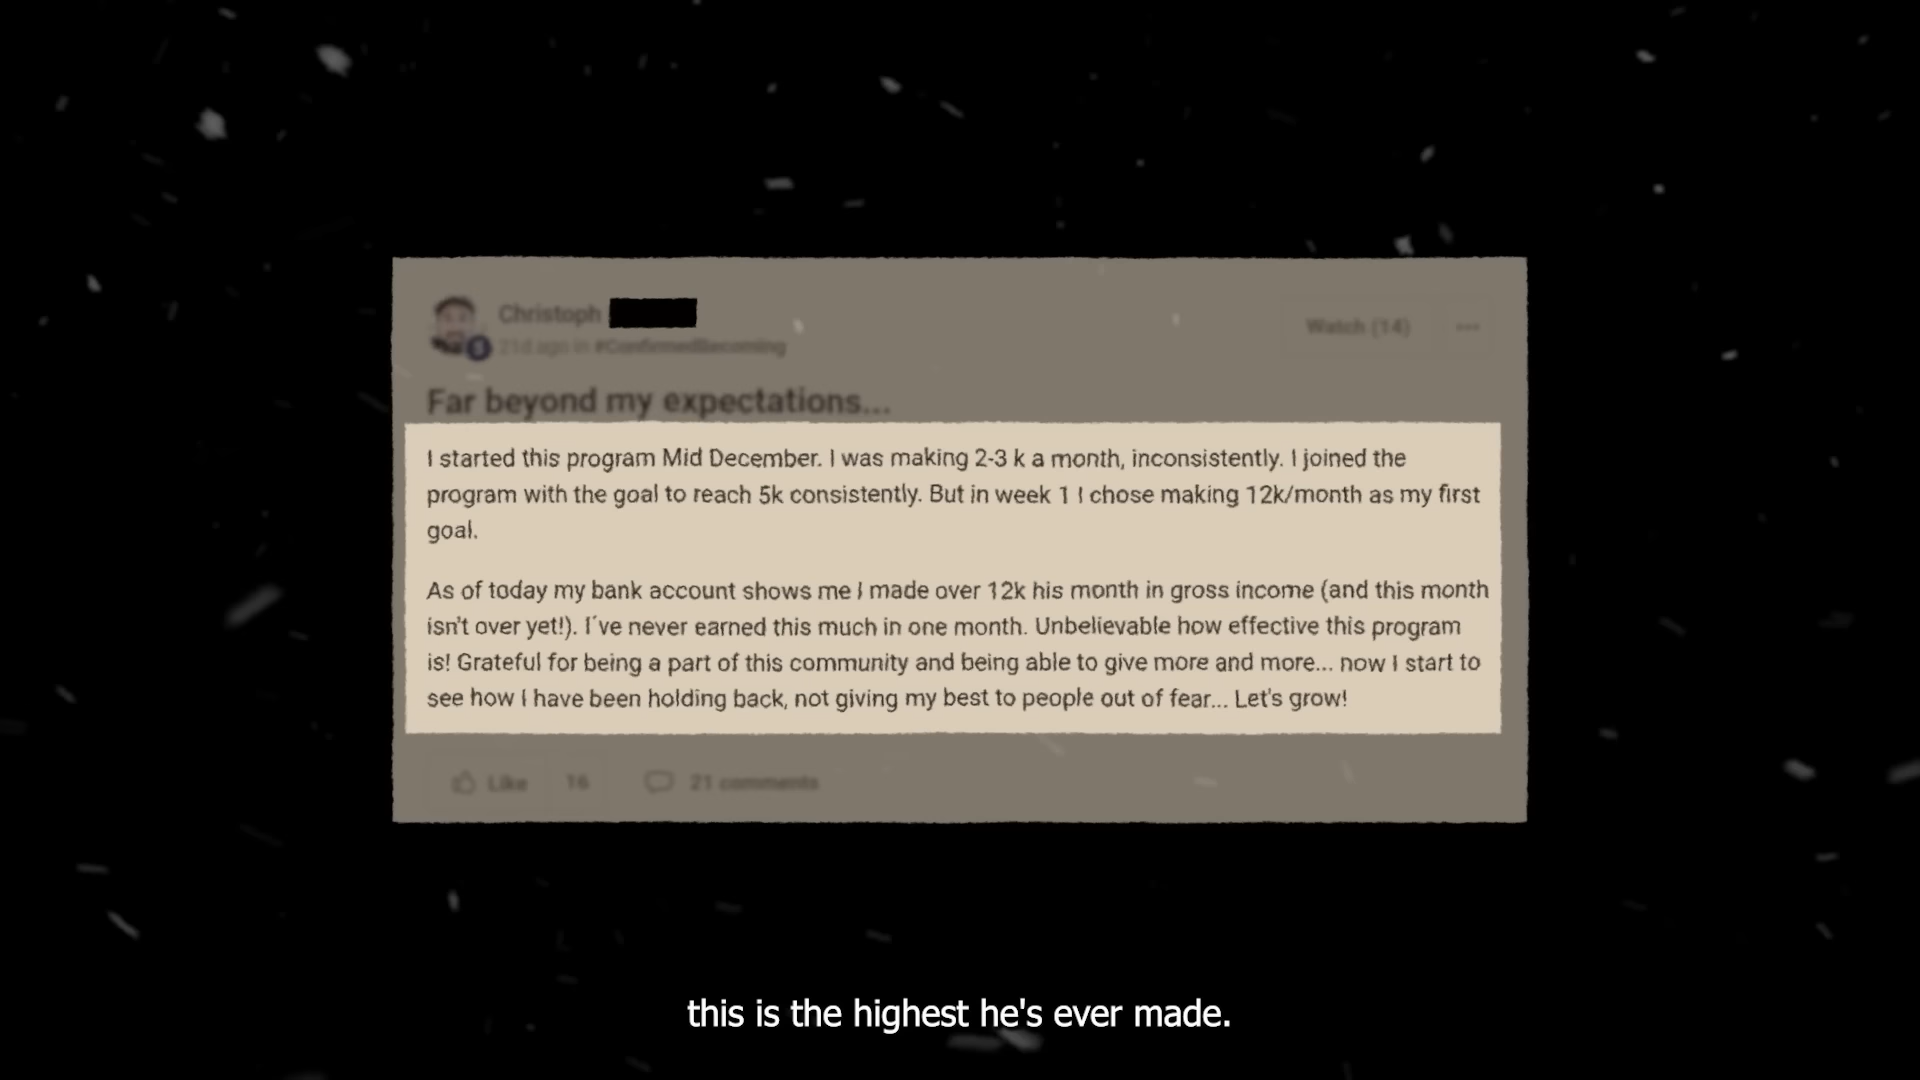 Christoph
21d ago in #ConfirmedBecoming
Watch (14)
Far beyond my expectations...
I started this program Mid December. I was making 2-3 k a month, inconsistently. I joined the
program with the goal to reach 5k consistently. But in week 1 I chose making 12k/month as my first
goal.
As of today my bank account shows me I made over 12k his month in gross income (and this month
isn't over yet!). I´ve never earned this much in one month. Unbelievable how effective this program
is! Grateful for being a part of this community and being able to give more and more... now I start to
see how I have been holding back, not giving my best to people out of fear... Let's grow!
Like 16 21 comments
this is the highest he's ever made.